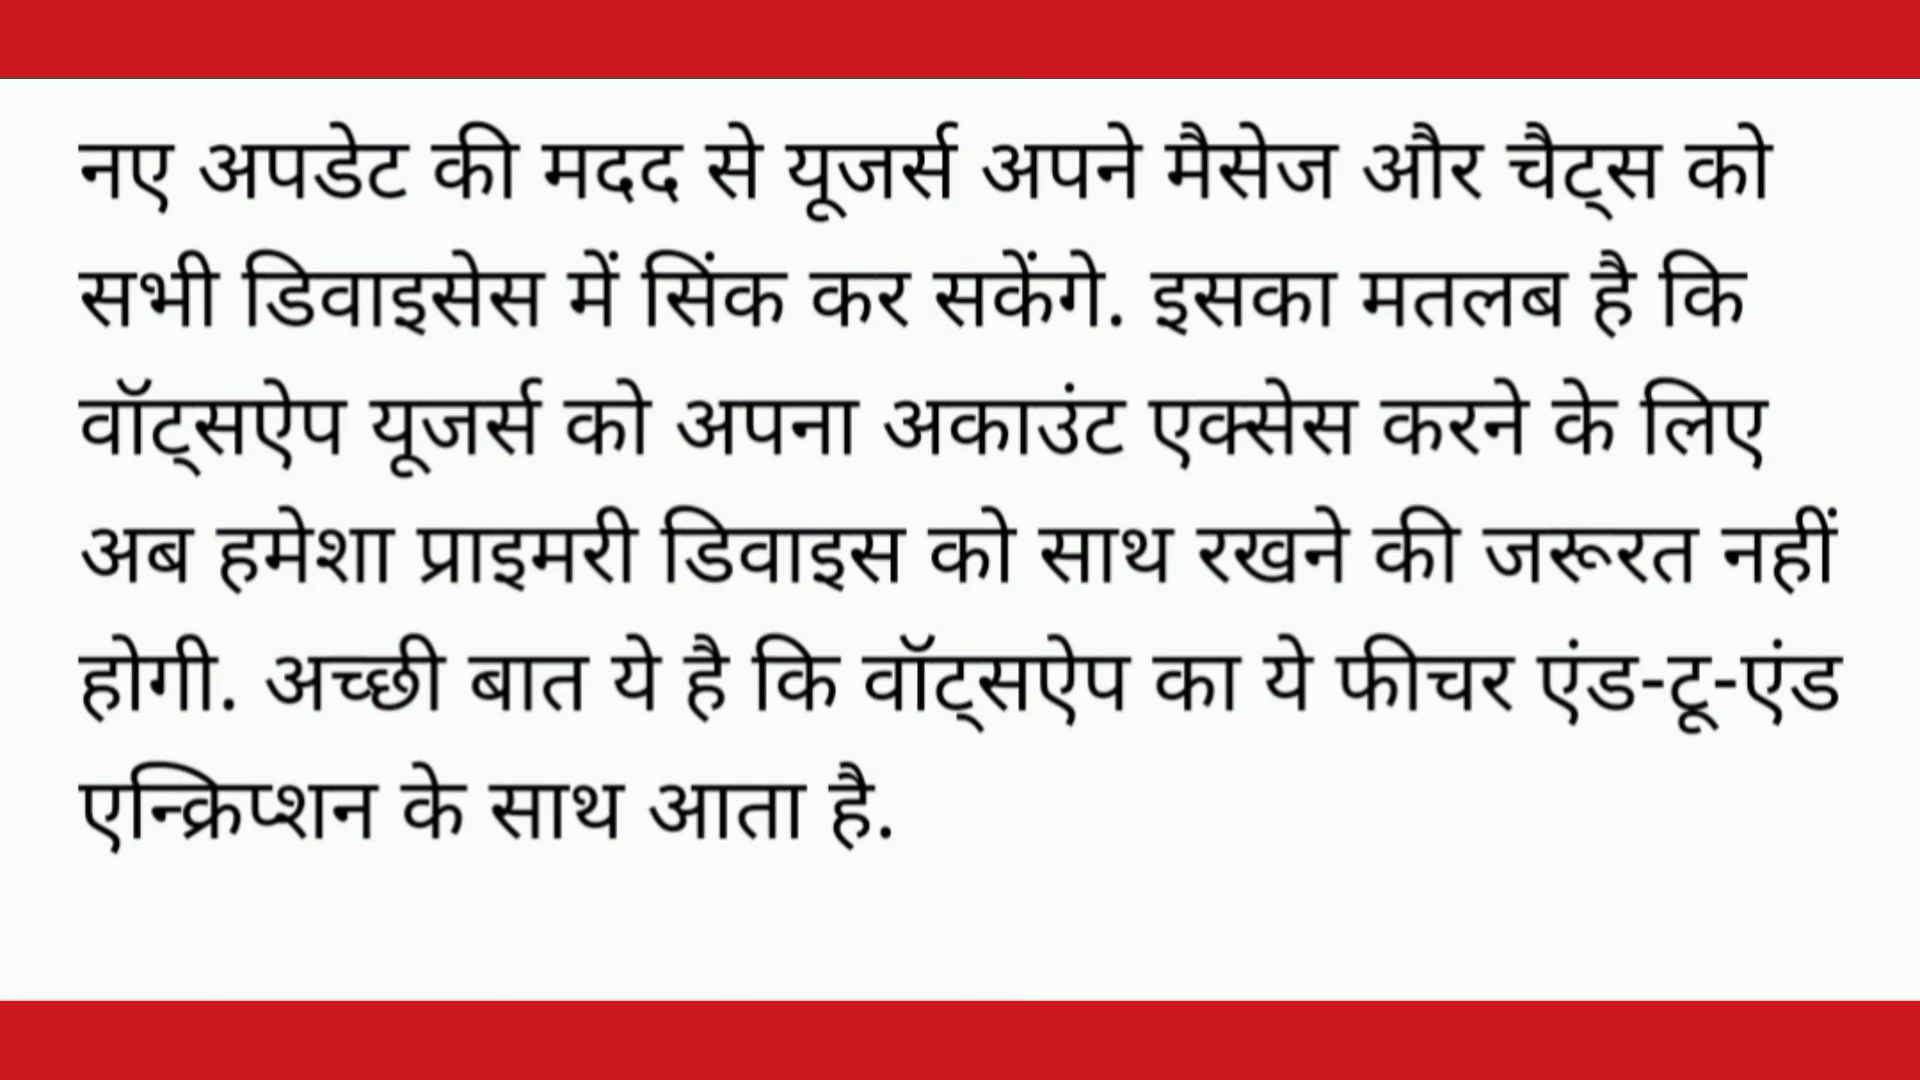 नए अपडेट की मदद से यूजर्स अपने मैसेज और चैट्स को
सभी डिवाइसेस में सिंक कर सकेंगे. इसका मतलब है कि
वॉट्सऐप यूजर्स को अपना अकाउंट एक्सेस करने के लिए
अब हमेशा प्राइमरी डिवाइस को साथ रखने की जरूरत नहीं
होगी. अच्छी बात ये है कि वॉट्सऐप का ये फीचर एंड-टू-एंड
एन्क्रिप्शन के साथ आता है.